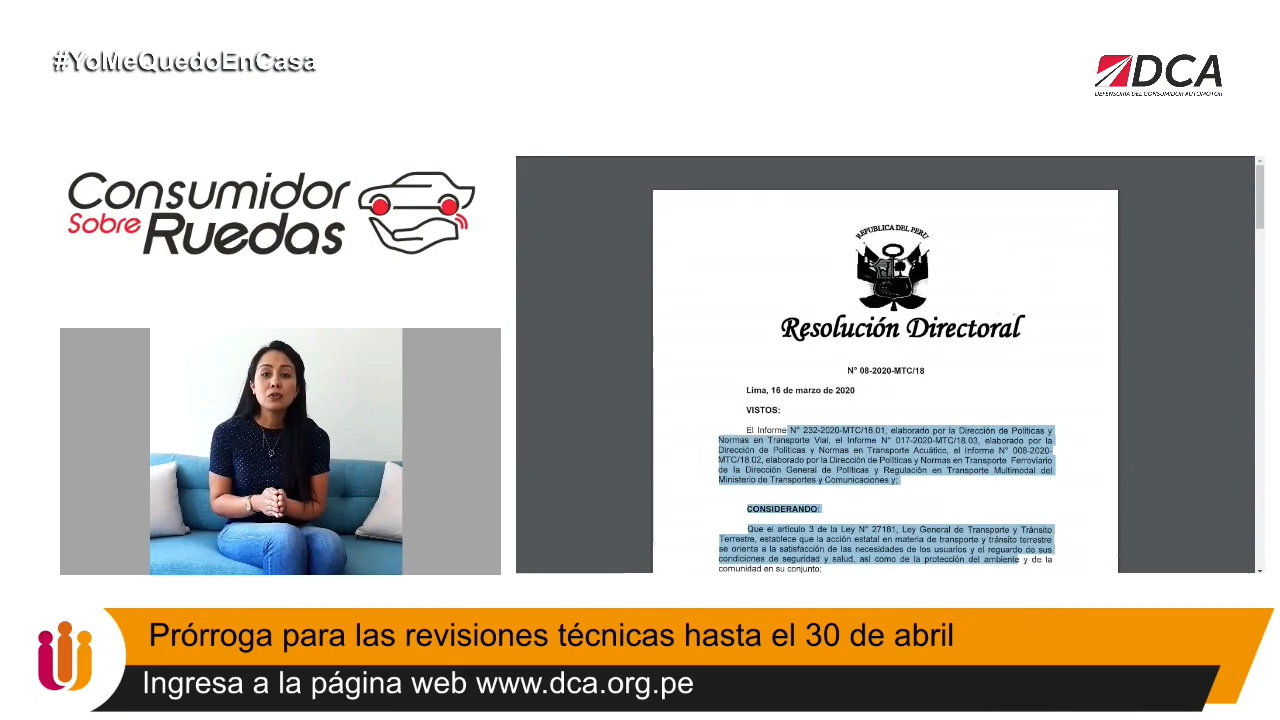 #YoMeQuedoEnCasa
DCA
DEFENSORIA DEL CONSUMIDOR AUTOMOTOR
Consumidor
Sobre
Ruedas
REPUBLICA DEL PERU
Resolución Directoral
N° 08-2020-MTC/18
Lima, 16 de marzo de 2020
VISTOS:
El Informe N° 232-2020-MTC/18.01, elaborado por la Dirección de Políticas y
Normas en Transporte Vial, el Informe N° 017-2020-MTC/18.03, elaborado por la
Dirección de Políticas y Normas en Transporte Acuático, el Informe N° 008-2020-
MTC/18.02, elaborado por la Dirección de Políticas y Normas en Transporte Ferroviario
de la Dirección General de Políticas y Regulación en Transporte Multimodal del
Ministerio de Transportes y Comunicaciones y;
CONSIDERANDO:
Que el artículo 3 de la Ley N° 27181, Ley General de Transporte y Tránsito
Terrestre, establece que la acción estatal en materia de transporte y tránsito terrestre
se orienta a la satisfacción de las necesidades de los usuarios y el reguardo de sus
condiciones de seguridad y salud, así como de la protección del ambiente y de la
comunidad en su conjunto;
Prórroga para las revisiones técnicas hasta el 30 de abril
Ingresa a la página web www.dca.org.pe